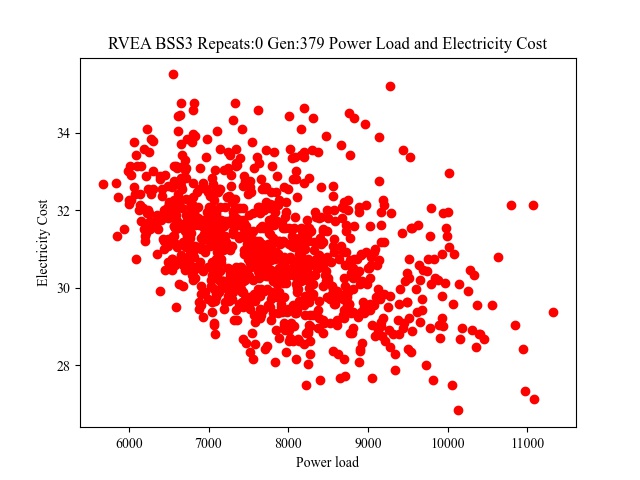 RVEA BSS3 Repeats:0 Gen:379 Power Load and Electricity Cost
Electricity Cost
34
32
30
28
6000 7000 8000 9000 10000 11000
Power load